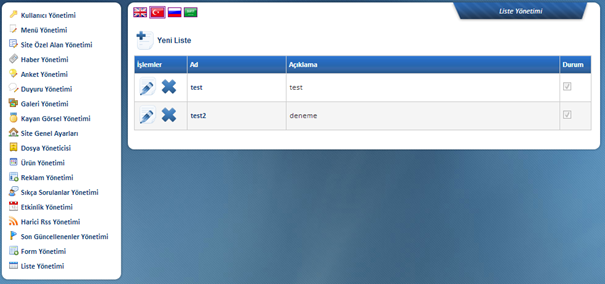 Kullanıcı Yönetimi
Menü Yönetimi
Site Özel Alan Yönetimi
Haber Yönetimi
Anket Yönetimi
Duyuru Yönetimi
Galeri Yönetimi
Kayan Görsel Yönetimi
Site Genel Ayarları
Dosya Yöneticisi
Ürün Yönetimi
Reklam Yönetimi
Sıkça Sorulanlar Yönetimi
Etkinlik Yönetimi
Harici Rss Yönetimi
Son Güncellenenler Yönetimi
Form Yönetimi
Liste Yönetimi
Liste Yönetimi
Yeni Liste
İşlemler Ad Açıklama Durum
test test
test2 deneme